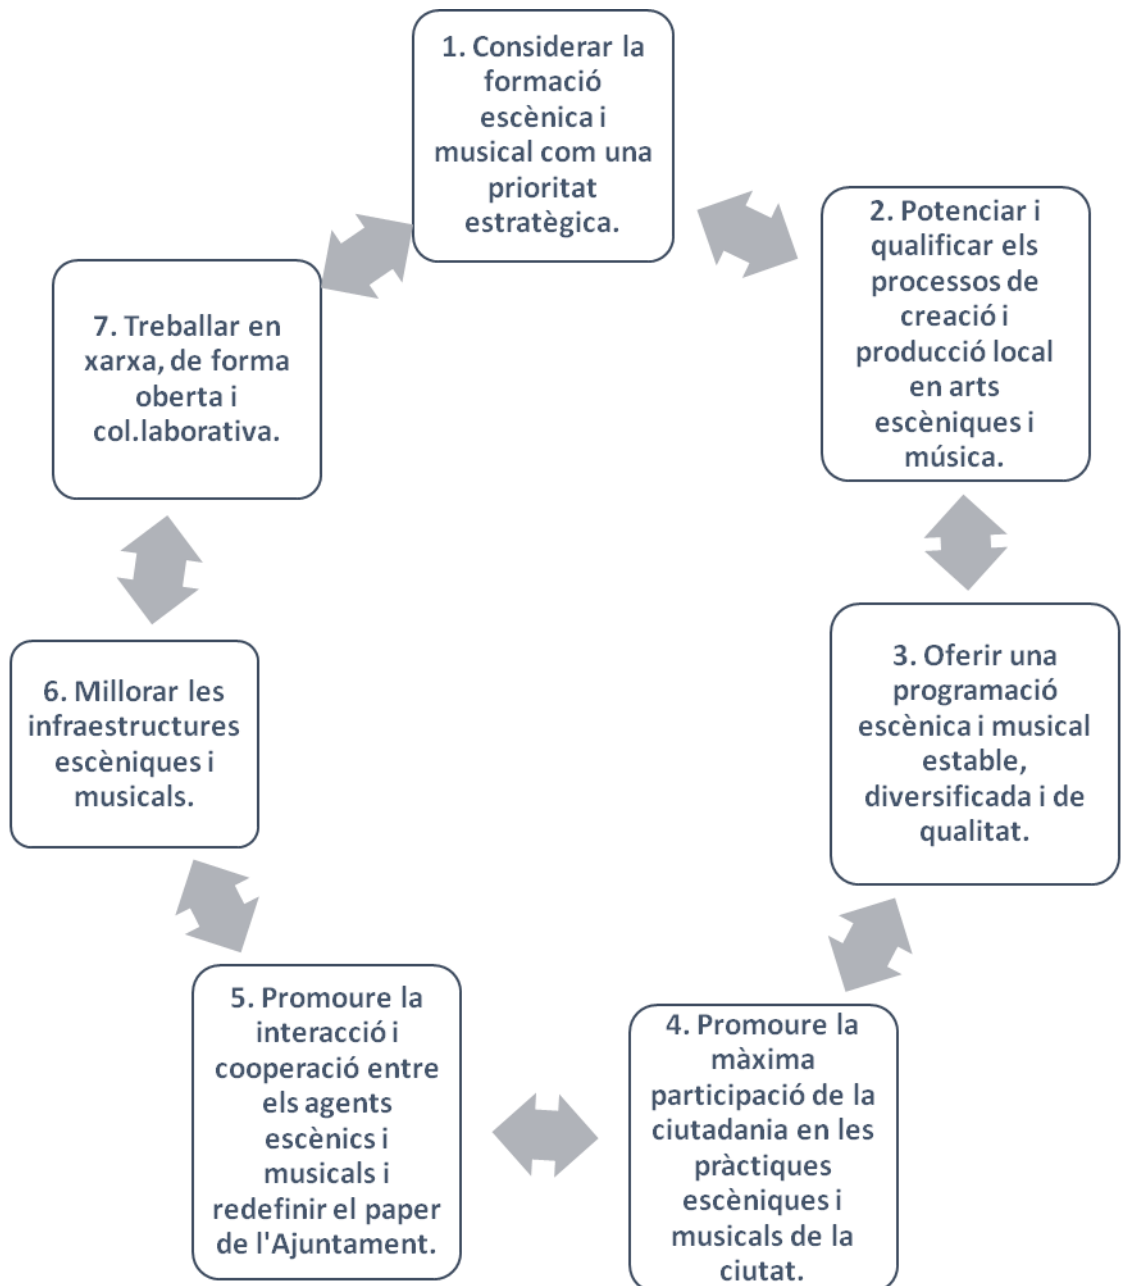 1. Considerar la
formació
escènica i
musical com una
prioritat
estratègica.
2. Potenciar i
qualificar els
processos de
creació i
producció local
en arts
escèniques i
música.
3. Oferir una
programació
escènica i musical
estable,
diversificada i de
qualitat.
4. Promoure la
màxima
participació de la
ciutadania en les
pràctiques
escèniques i
musicals de la
ciutat.
5. Promoure la
interacció i
cooperació entre
els agents
escènics i
musicals i
redefinir el paper
de l'Ajuntament.
6. Millorar les
infraestructures
escèniques i
musicals.
7. Treballar en
xarxa, de forma
oberta i
col.laborativa.